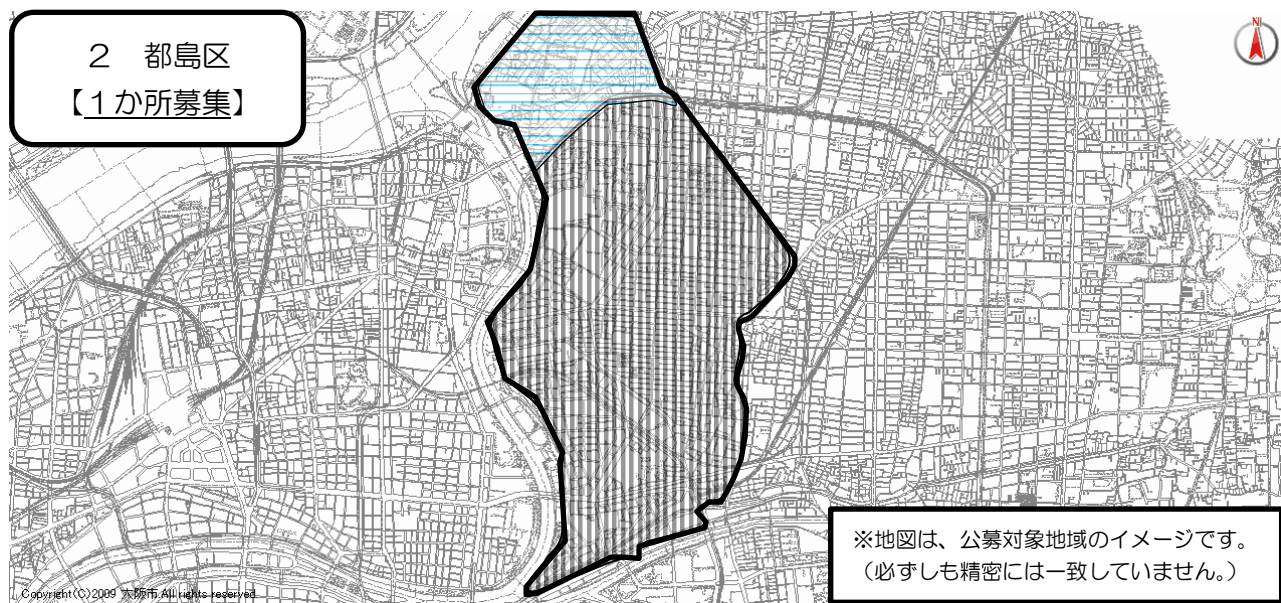 ２　都島区
【１か所募集】
N
※地図は、公募対象地域のイメージです。
（必ずしも精密には一致していません。）
Copyright(C)2009 大阪市 All rights reserved